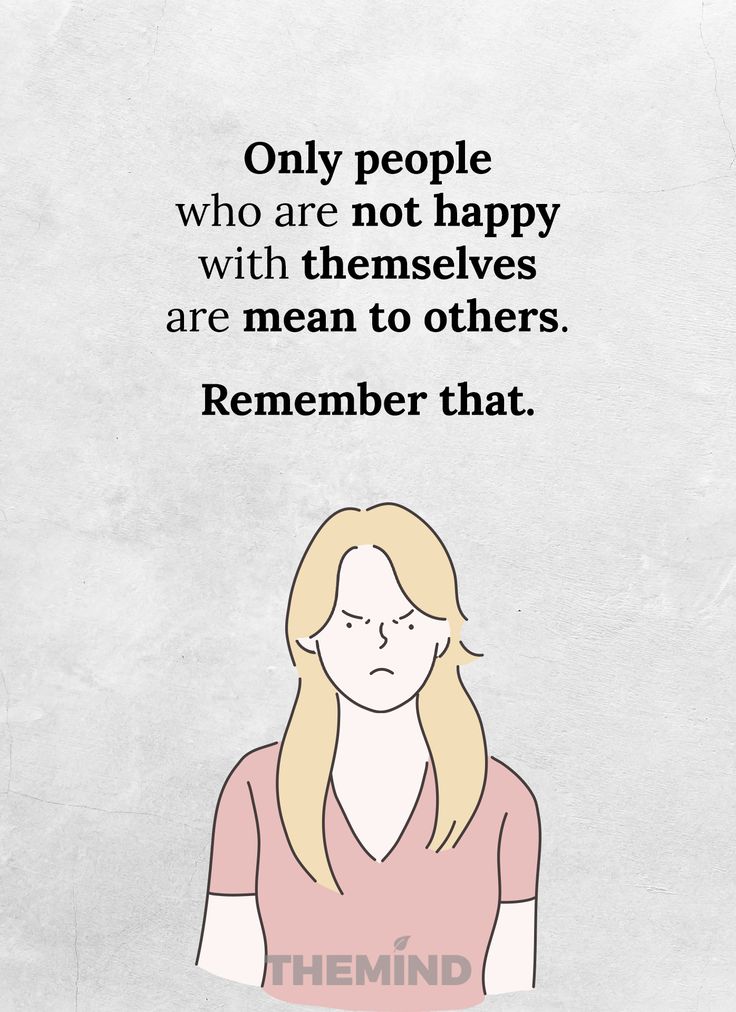 Only people
who are not happy
with themselves
are mean to others.
Remember that.
THEMIND